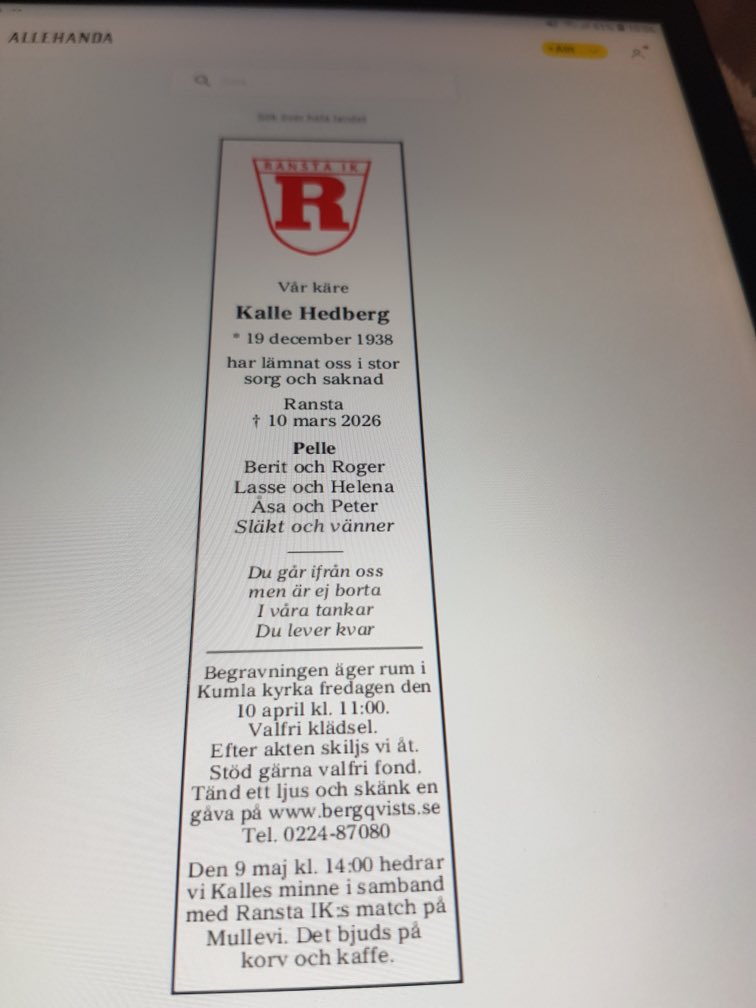 ALLEHANDA
Sök över hela landet
RANSTA IK
R
Vår käre
Kalle Hedberg
* 19 december 1938
har lämnat oss i stor
sorg och saknad
Ransta
† 10 mars 2026
Pelle
Berit och Roger
Lasse och Helena
Åsa och Peter
Släkt och vänner
Du går ifrån oss
men är ej borta
I våra tankar
Du lever kvar
Begravningen äger rum i
Kumla kyrka fredagen den
10 april kl. 11:00.
Valfri klädsel.
Efter akten skiljs vi åt.
Stöd gärna valfri fond.
Tänd ett ljus och skänk en
gåva på www.bergqvists.se
Tel. 0224-87080
Den 9 maj kl. 14:00 hedrar
vi Kalles minne i samband
med Ransta IK:s match på
Mullevi. Det bjuds på
korv och kaffe.